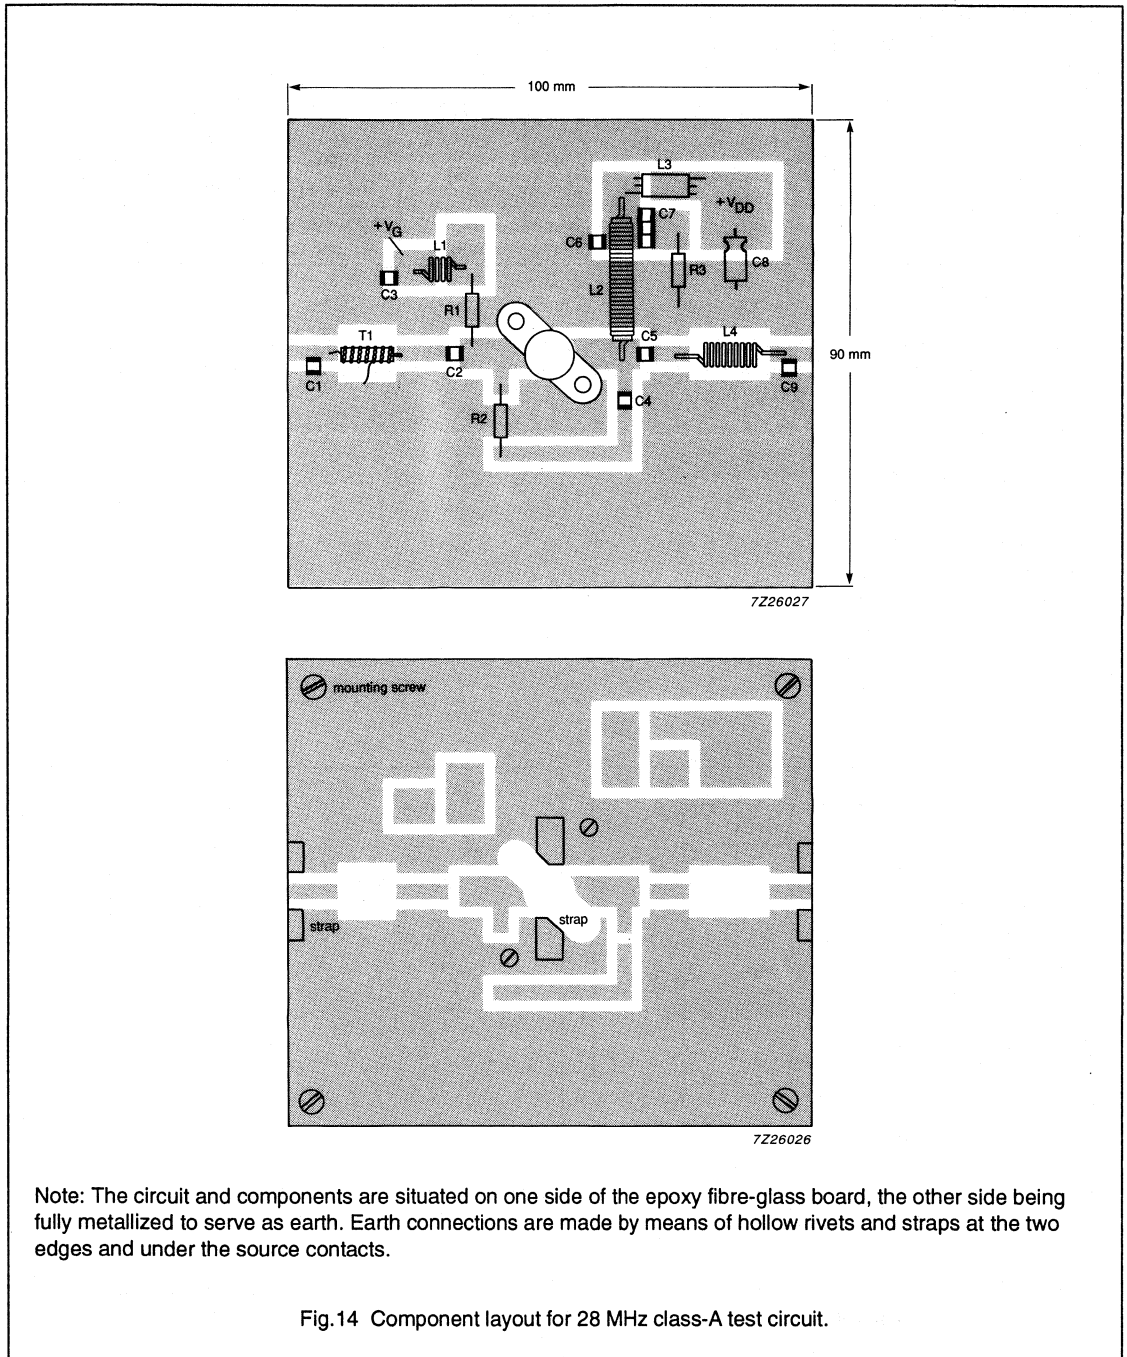 100 mm
L3
+VDD
C7
+VG
C6
L1
C8
R3
C3
L2
R1
T1
C5
L4
90 mm
C2
C1
C9
C4
R2
7Z26027
mounting screw
strap
strap
7Z26026
Note: The circuit and components are situated on one side of the epoxy fibre-glass board, the other side being
fully metallized to serve as earth. Earth connections are made by means of hollow rivets and straps at the two
edges and under the source contacts.
Fig.14 Component layout for 28 MHz class-A test circuit.